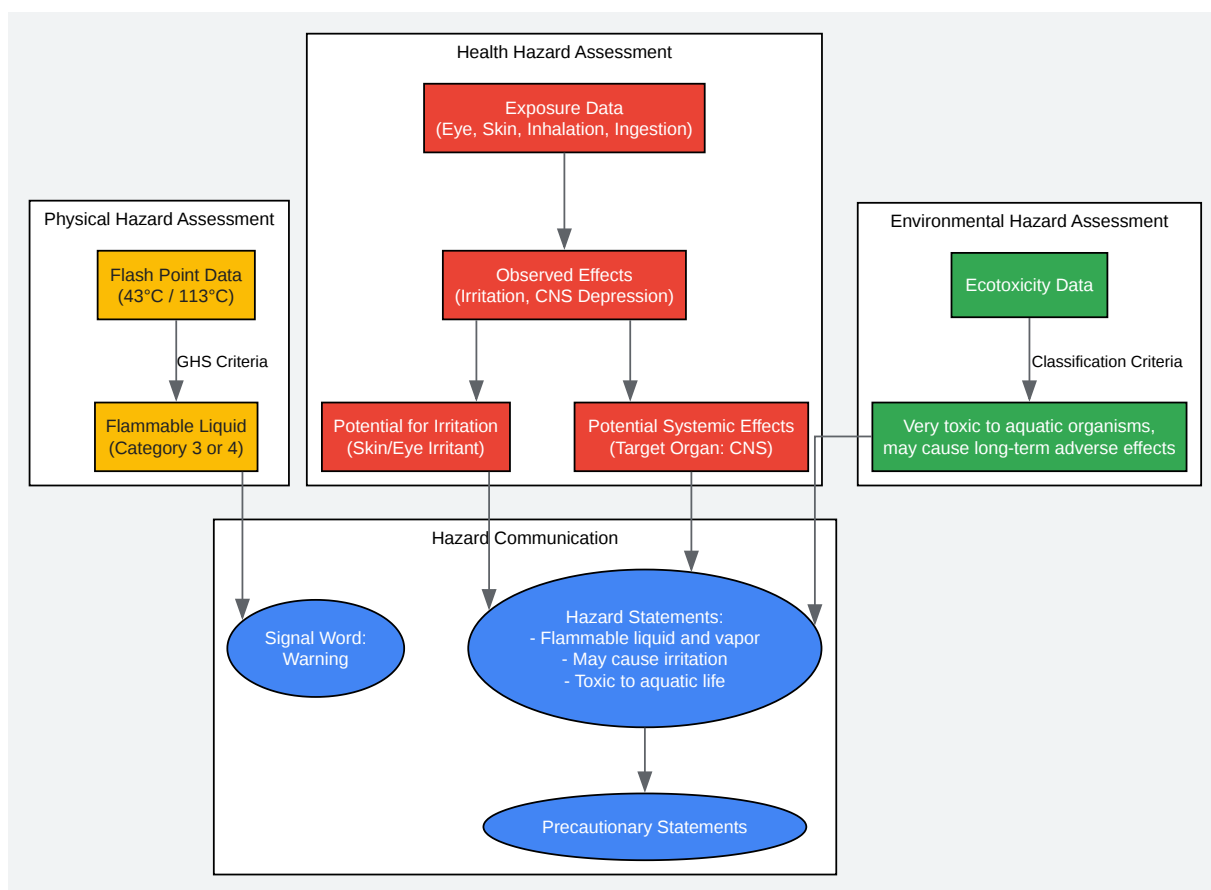 Health Hazard Assessment
Exposure Data
(Eye, Skin, Inhalation, Ingestion)
Observed Effects
(Irritation, CNS Depression)
Potential for Irritation
(Skin/Eye Irritant)
Potential Systemic Effects
(Target Organ: CNS)
Physical Hazard Assessment
Flash Point Data
(43°C / 113°C)
GHS Criteria
Flammable Liquid
(Category 3 or 4)
Environmental Hazard Assessment
Ecotoxicity Data
Classification Criteria
Very toxic to aquatic organisms,
may cause long-term adverse effects
Hazard Communication
Signal Word:
Warning
Hazard Statements:
- Flammable liquid and vapor
- May cause irritation
- Toxic to aquatic life
Precautionary Statements